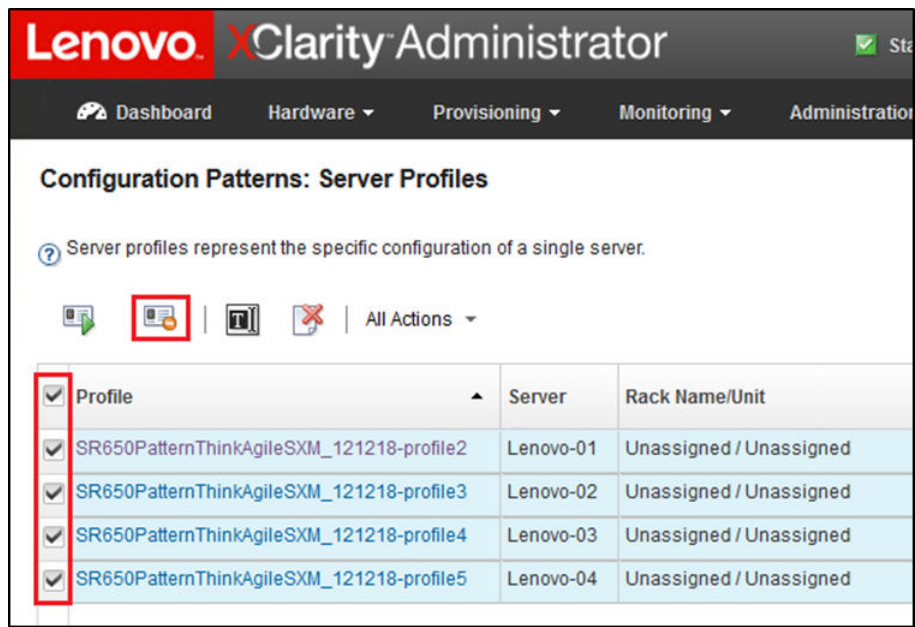 Lenovo. XClarity Administrator Sta
Dashboard Hardware Provisioning Monitoring Administration
Configuration Patterns: Server Profiles
? Server profiles represent the specific configuration of a single server.
T All Actions
Profile Server Rack Name/Unit
SR650PatternThinkAgileSXM_121218-profile2 Lenovo-01 Unassigned / Unassigned
SR650PatternThinkAgileSXM_121218-profile3 Lenovo-02 Unassigned / Unassigned
SR650PatternThinkAgileSXM_121218-profile4 Lenovo-03 Unassigned / Unassigned
SR650PatternThinkAgileSXM_121218-profile5 Lenovo-04 Unassigned / Unassigned